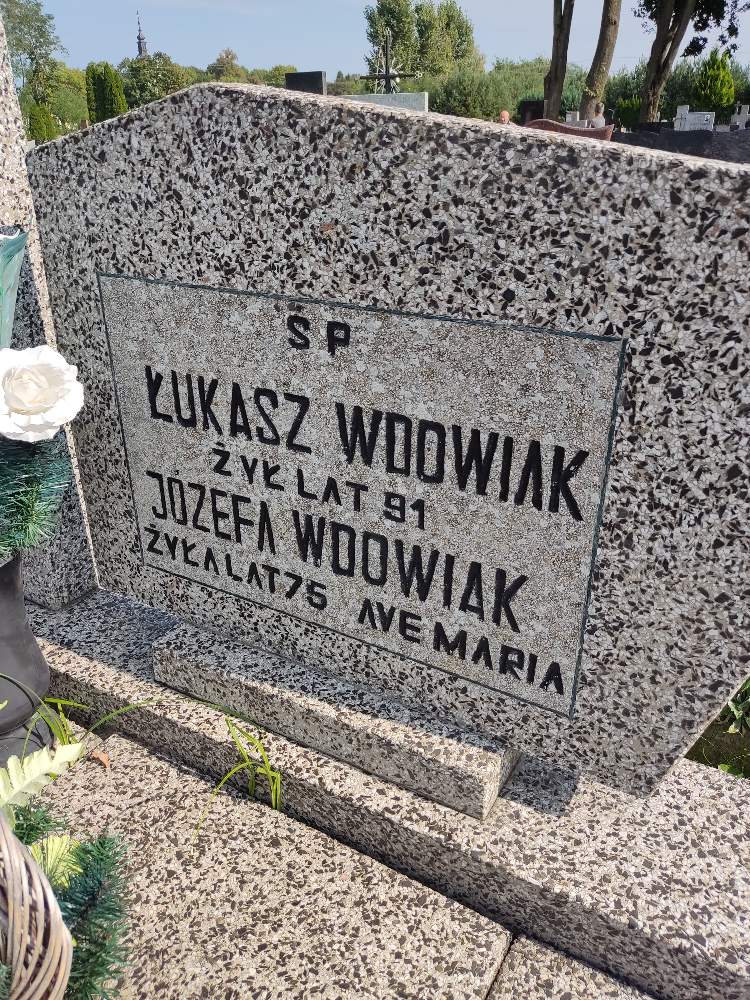 SP
ŁUKASZ WDOWIAK
ŻYŁ LAT 91
JÓZEFA WDOWIAK
ŻYŁA LAT 75 AVE MARIA